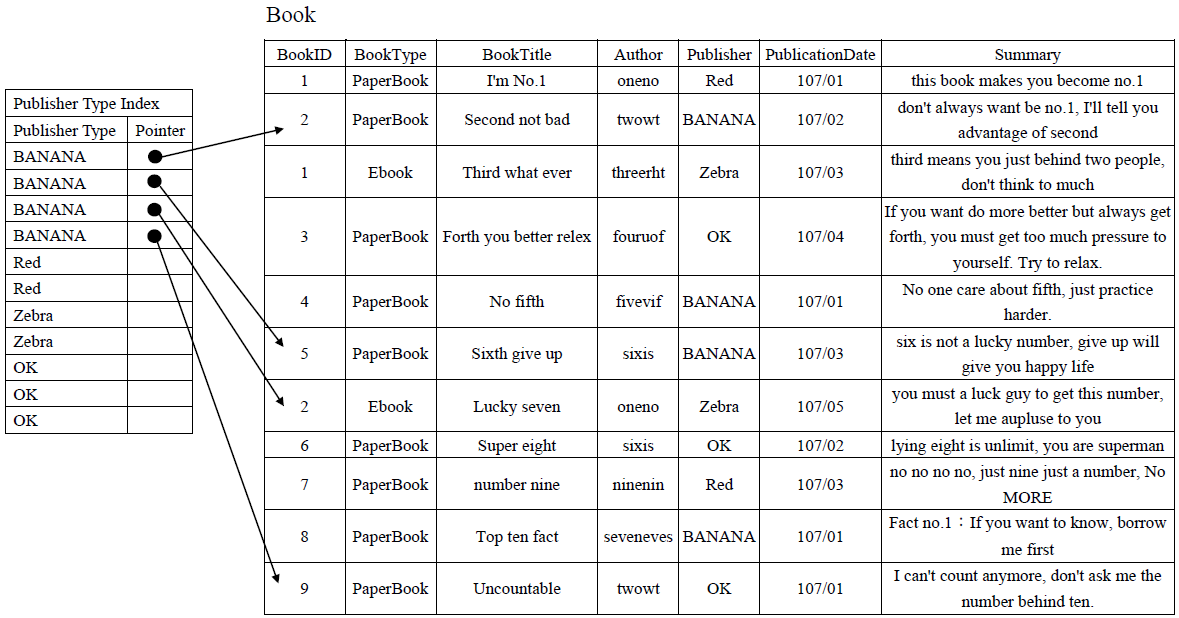 Book
Publisher Type Index
Publisher Type Pointer
BANANA
BANANA
BANANA
BANANA
Red
Red
Zebra
Zebra
OK
OK
OK
BookID BookType BookTitle Author Publisher PublicationDate Summary
1 PaperBook I'm No.1 oneno Red 107/01 this book makes you become no.1
2 PaperBook Second not bad twowt BANANA 107/02 don't always want be no.1, I'll tell you
advantage of second
1 Ebook Third what ever threerht Zebra 107/03 third means you just behind two people,
don't think to much
3 PaperBook Forth you better relex fouruof OK 107/04 If you want do more better but always get
forth, you must get too much pressure to
yourself. Try to relax.
4 PaperBook No fifth fivevif BANANA 107/01 No one care about fifth, just practice
harder.
5 PaperBook Sixth give up sixis BANANA 107/03 six is not a lucky number, give up will
give you happy life
2 Ebook Lucky seven oneno Zebra 107/05 you must a luck guy to get this number,
let me aupluse to you
6 PaperBook Super eight sixis OK 107/02 lying eight is unlimit, you are superman
7 PaperBook number nine ninenin Red 107/03 no no no no, just nine just a number, No
MORE
8 PaperBook Top ten fact seveneves BANANA 107/01 Fact no.1：If you want to know, borrow
me first
9 PaperBook Uncountable twowt OK 107/01 I can't count anymore, don't ask me the
number behind ten.